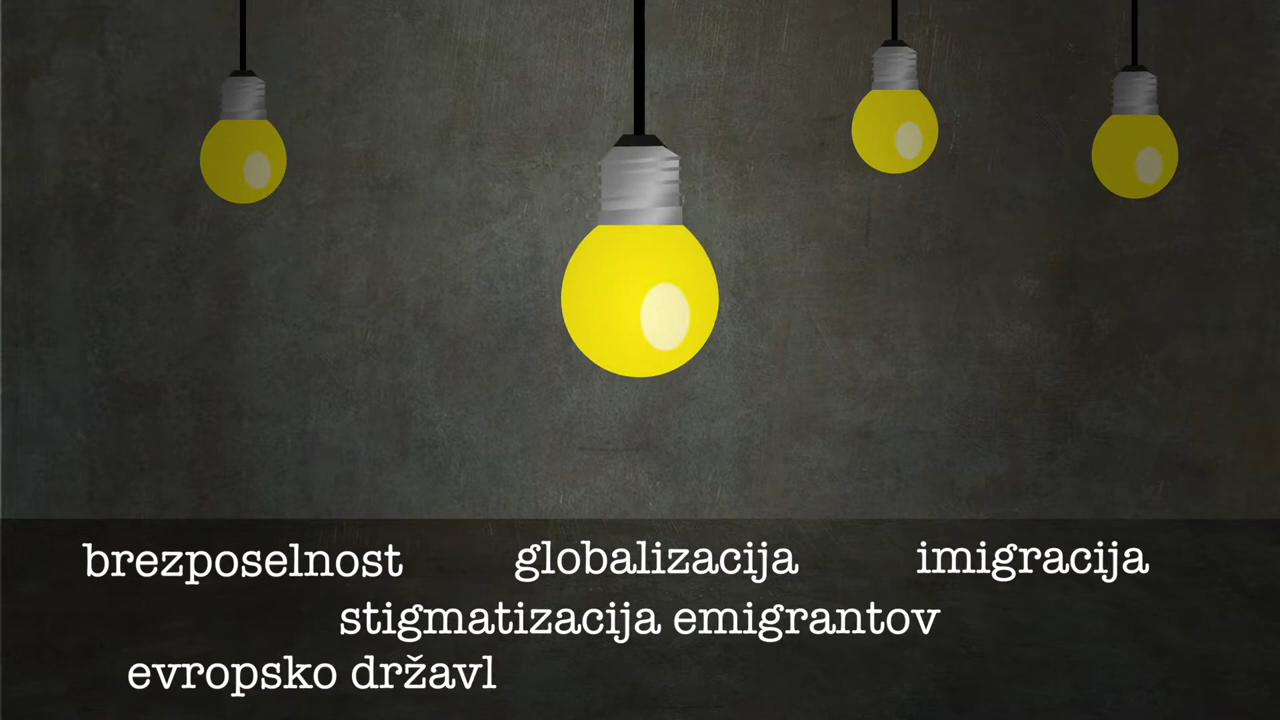 brezposelnost globalizacija imigracija
stigmatizacija emigrantov
evropsko državl